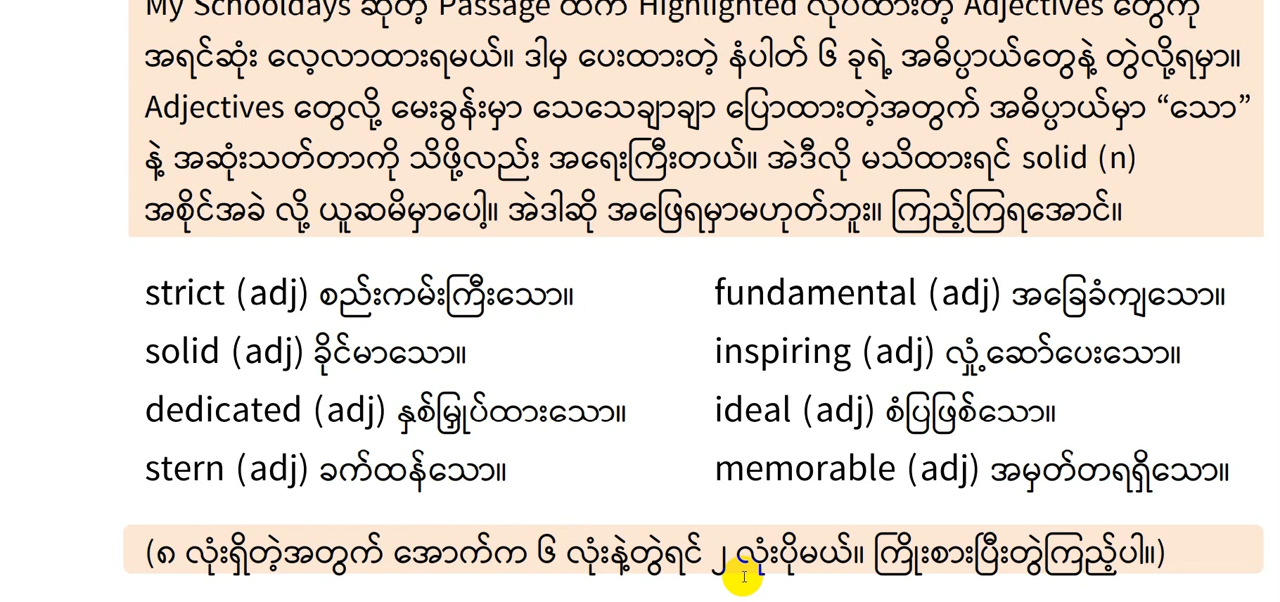 My Schooldays ဆိုတဲ့ Passage ထဲက Highlighted လုပ်ထားတဲ့ Adjectives တွေကို
အရင်ဆုံး လေ့လာထားရမယ်။ ဒါမှ ပေးထားတဲ့ နံပါတ် ၆ ခုရဲ့ အဓိပ္ပာယ်တွေနဲ့ တွဲလို့ရမှာ။
Adjectives တွေလို့ မေးခွန်းမှာ သေသေချာချာ ပြောထားတဲ့အတွက် အဓိပ္ပာယ်မှာ “သော”
နဲ့ အဆုံးသတ်တာကို သိဖို့လည်း အရေးကြီးတယ်။ အဲဒီလို မသိထားရင် solid (n)
အစိုင်အခဲ လို့ ယူဆမိမှာပေါ့။ အဲဒါဆို အဖြေရမှာမဟုတ်ဘူး။ ကြည့်ကြရအောင်။
strict (adj) စည်းကမ်းကြီးသော။
fundamental (adj) အခြေခံကျသော။
solid (adj) ခိုင်မာသော။
inspiring (adj) လှုံ့ဆော်ပေးသော။
dedicated (adj) နှစ်မြှုပ်ထားသော။
ideal (adj) စံပြဖြစ်သော။
stern (adj) ခက်ထန်သော။
memorable (adj) အမှတ်တရရှိသော။
(၈ လုံးရှိတဲ့အတွက် အောက်က ၆ လုံးနဲ့တွဲရင် ၂ လုံးပိုမယ်။ ကြိုးစားပြီးတွဲကြည့်ပါ။)